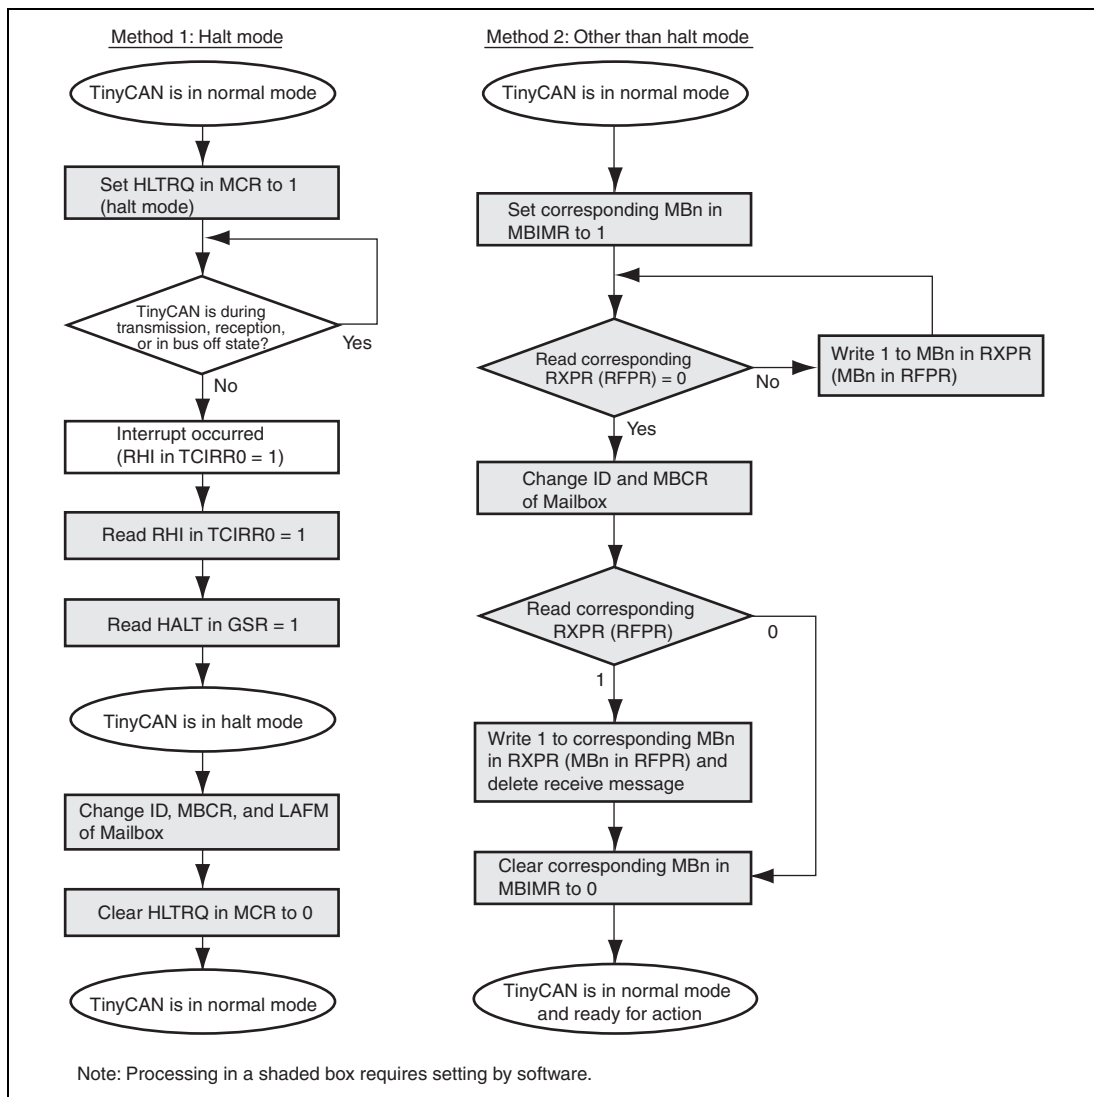 Method 1: Halt mode
TinyCAN is in normal mode
Set HLTRQ in MCR to 1
(halt mode)
TinyCAN is during
transmission, reception,
or in bus off state?
Yes
No
Interrupt occurred
(RHI in TCIRR0 = 1)
Read RHI in TCIRR0 = 1
Read HALT in GSR = 1
TinyCAN is in halt mode
Change ID, MBCR, and LAFM
of Mailbox
Clear HLTRQ in MCR to 0
TinyCAN is in normal mode
Method 2: Other than halt mode
TinyCAN is in normal mode
Set corresponding MBn in
MBIMR to 1
Read corresponding
RXPR (RFPR) = 0
No
Write 1 to MBn in RXPR
(MBn in RFPR)
Yes
Change ID and MBCR
of Mailbox
Read corresponding
RXPR (RFPR)
0
1
Write 1 to corresponding MBn
in RXPR (MBn in RFPR) and
delete receive message
Clear corresponding MBn in
MBIMR to 0
TinyCAN is in normal mode
and ready for action
Note: Processing in a shaded box requires setting by software.